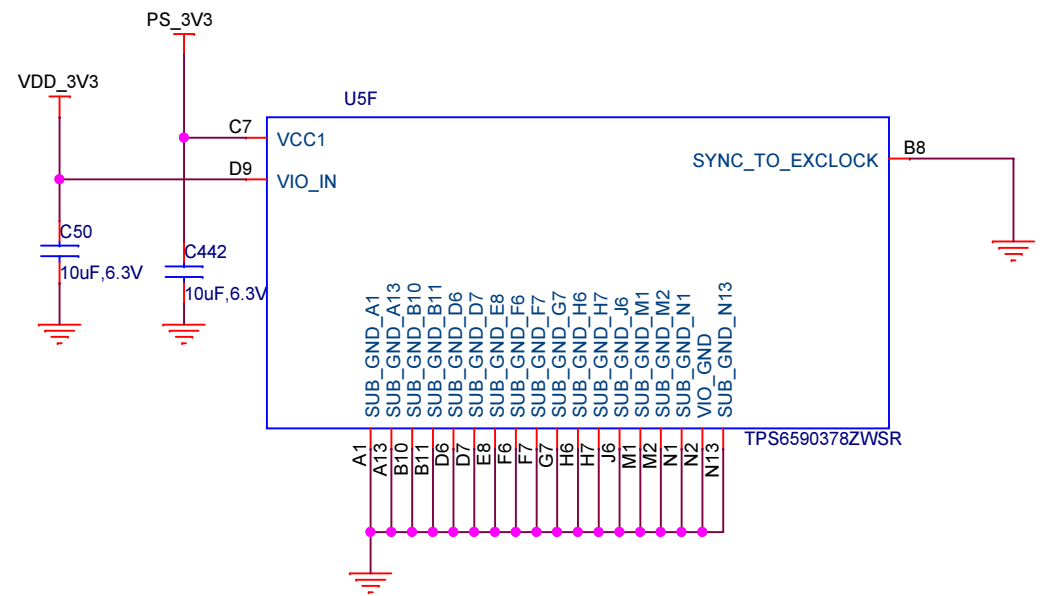 PS_3V3
VDD_3V3
U5F
C7
VCC1
B8
SYNC_TO_EXCLOCK
D9
VIO_IN
C50
10uF,6.3V
C442
10uF,6.3V
SUB_GND_A1
SUB_GND_A13
SUB_GND_B10
SUB_GND_B11
SUB_GND_D6
SUB_GND_D7
SUB_GND_E8
SUB_GND_F6
SUB_GND_F7
SUB_GND_G7
SUB_GND_H6
SUB_GND_H7
SUB_GND_J6
SUB_GND_M1
SUB_GND_M2
SUB_GND_N1
VIO_GND
SUB_GND_N13
TPS6590378ZWSR
A1
A13
B10
B11
D6
D7
E8
F6
F7
G7
H6
H7
J6
M1
M2
N1
N2
N13